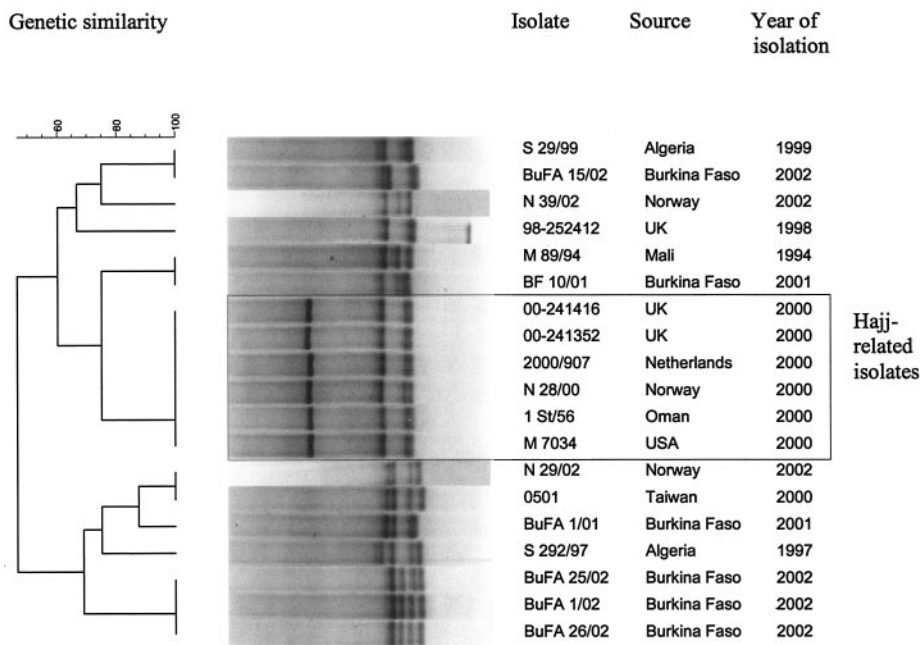 Genetic similarity Isolate Source Year of
isolation
60 80 100
S 29/99 Algeria 1999
BuFA 15/02 Burkina Faso 2002
N 39/02 Norway 2002
98-252412 UK 1998
M 89/94 Mali 1994
BF 10/01 Burkina Faso 2001
00-241416 UK 2000
00-241352 UK 2000
2000/907 Netherlands 2000
N 28/00 Norway 2000
1 St/56 Oman 2000
M 7034 USA 2000
Hajj-
related
isolates
N 29/02 Norway 2002
0501 Taiwan 2000
BuFA 1/01 Burkina Faso 2001
S 292/97 Algeria 1997
BuFA 25/02 Burkina Faso 2002
BuFA 1/02 Burkina Faso 2002
BuFA 26/02 Burkina Faso 2002